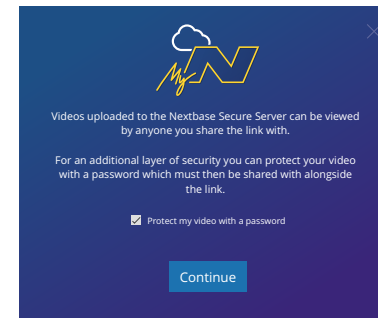 My N
Videos uploaded to the Nextbase Secure Server can be viewed
by anyone you share the link with.
For an additional layer of security you can protect your video
with a password which must then be shared with alongside
the link.
Protect my video with a password
Continue